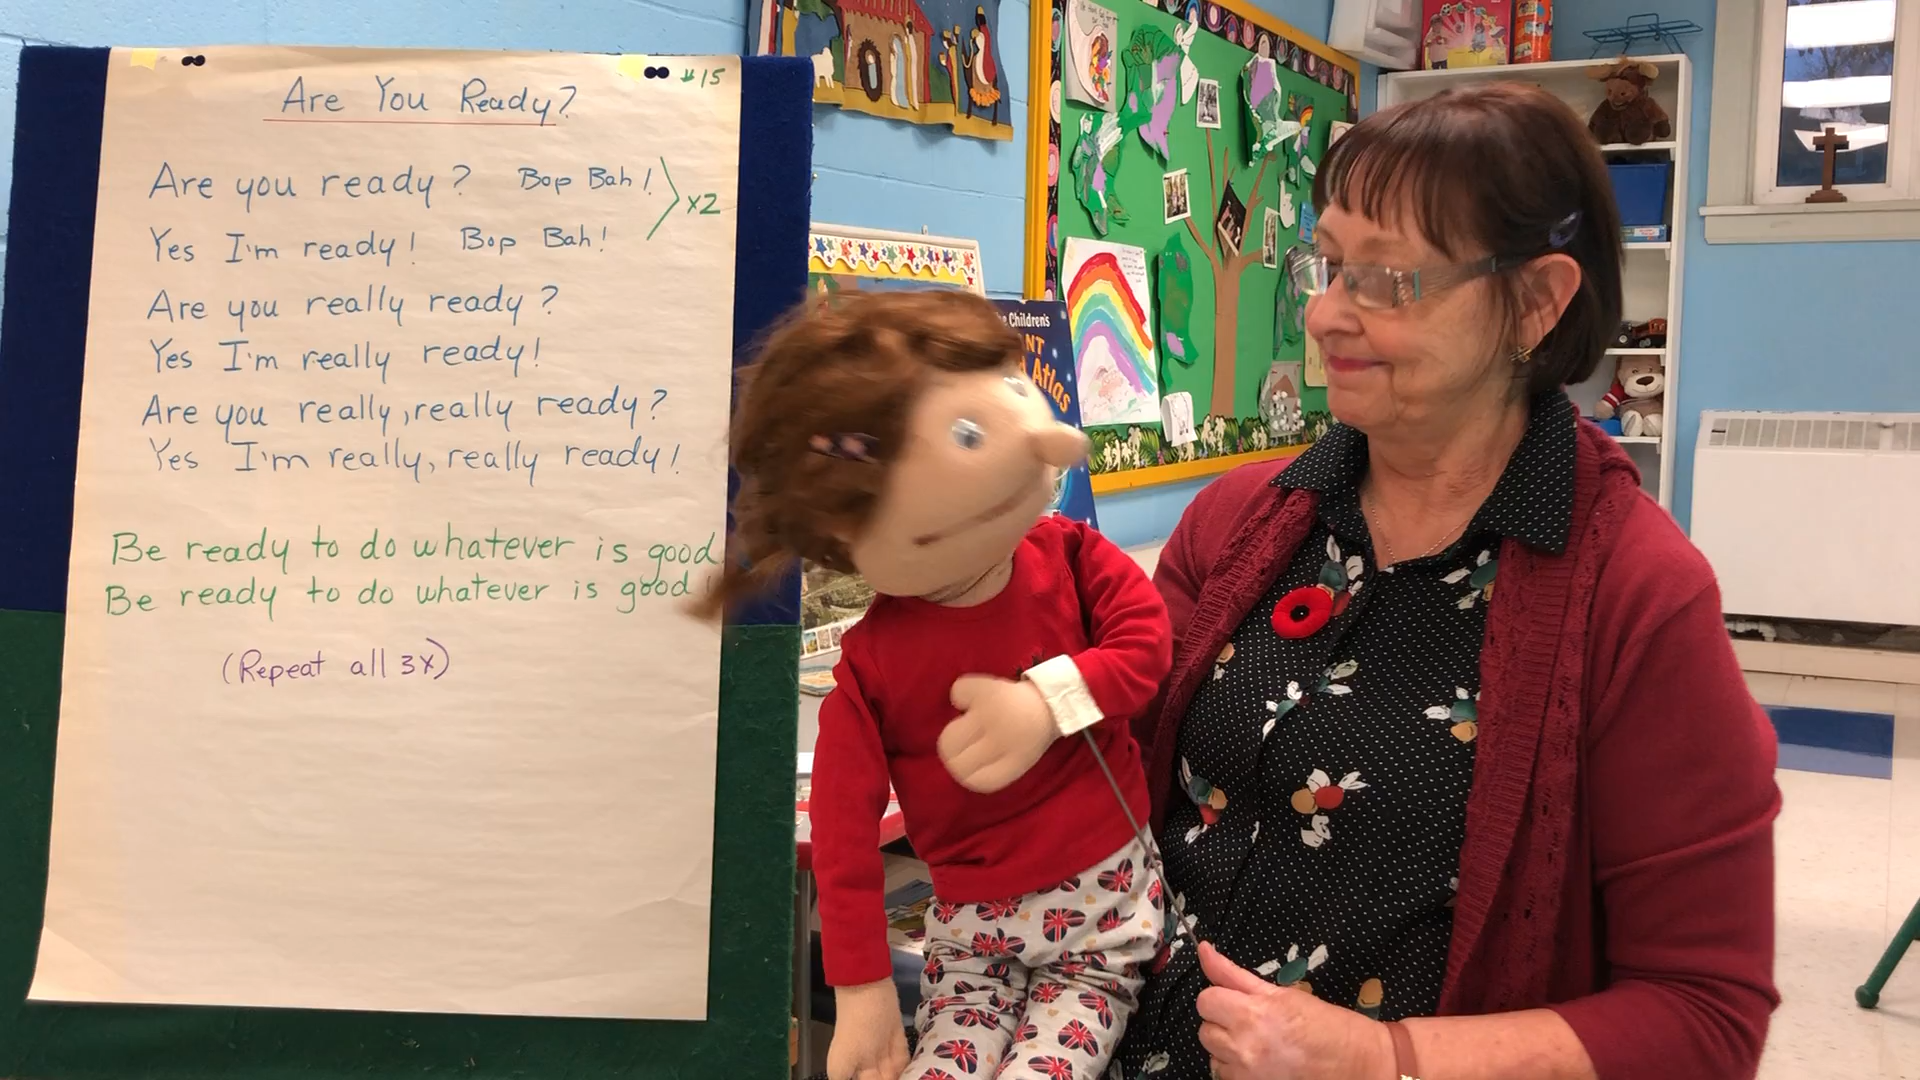 #15
Are You Ready?
Are you ready? Bop Bah!
x2
Yes I'm ready! Bop Bah!
Are you really ready?
Yes I'm really ready!
Are you really, really ready?
Yes I'm really, really ready!
Be ready to do whatever is good
Be ready to do whatever is good!
(Repeat all 3x)
Children's
Atlas